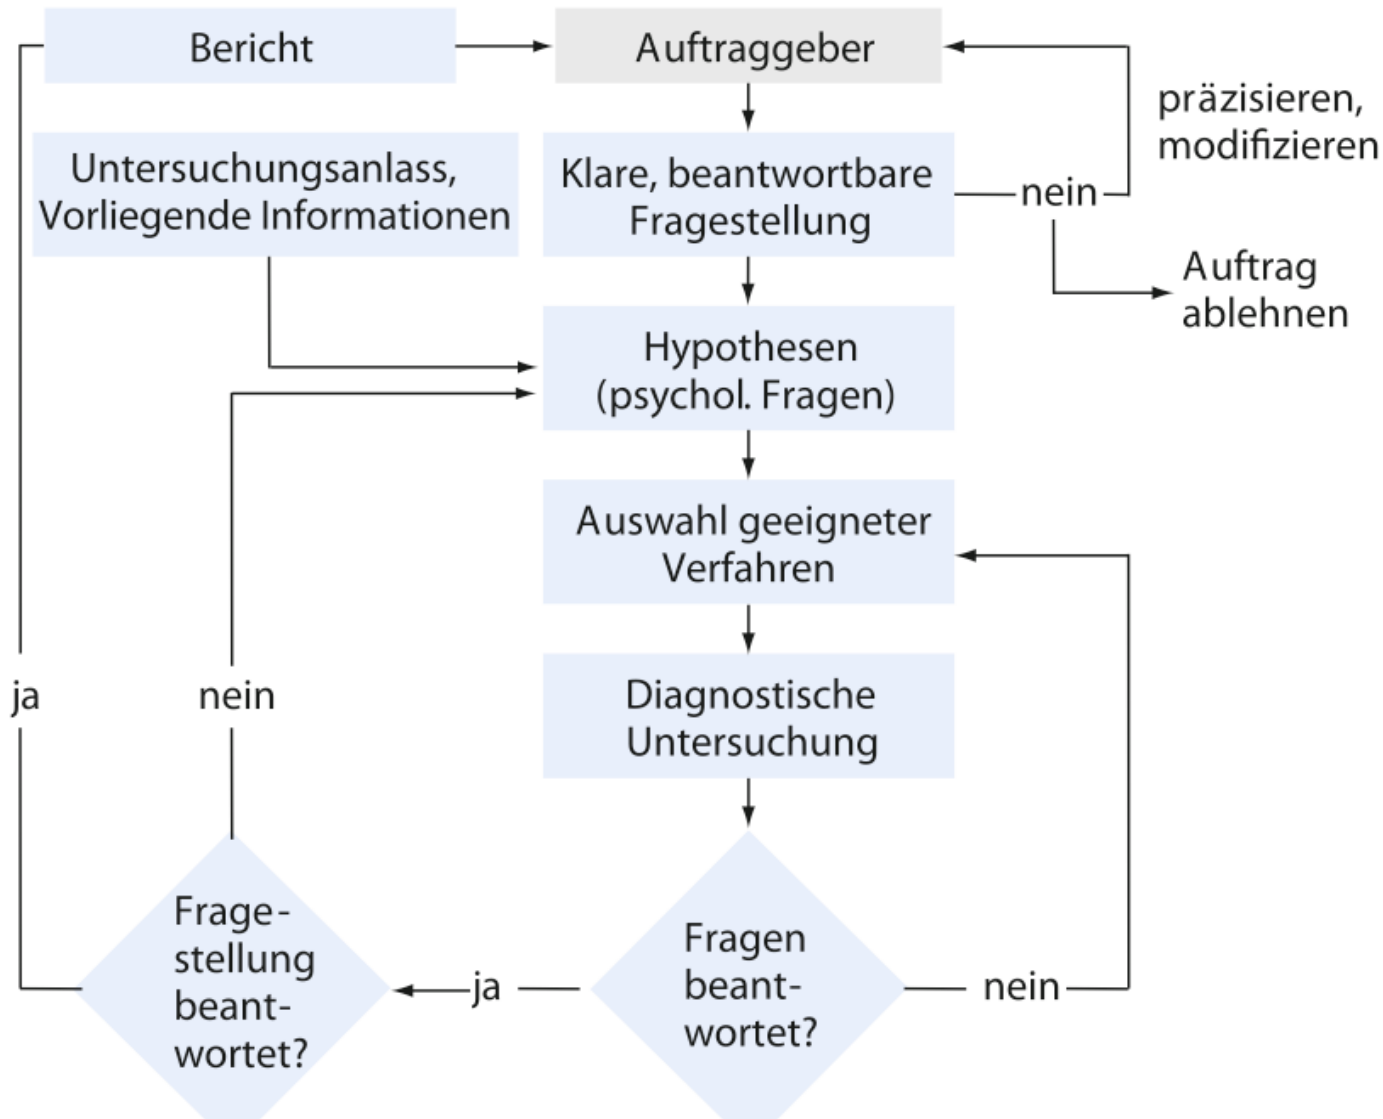 Bericht
Auftraggeber
präzisieren,
modifizieren
Untersuchungsanlass,
Vorliegende Informationen
Klare, beantwortbare
Fragestellung
nein
Auftrag
ablehnen
Hypothesen
(psychol. Fragen)
Auswahl geeigneter
Verfahren
Diagnostische
Untersuchung
ja
nein
Frage-
stellung
beant-
wortet?
ja
Fragen
beant-
wortet?
nein